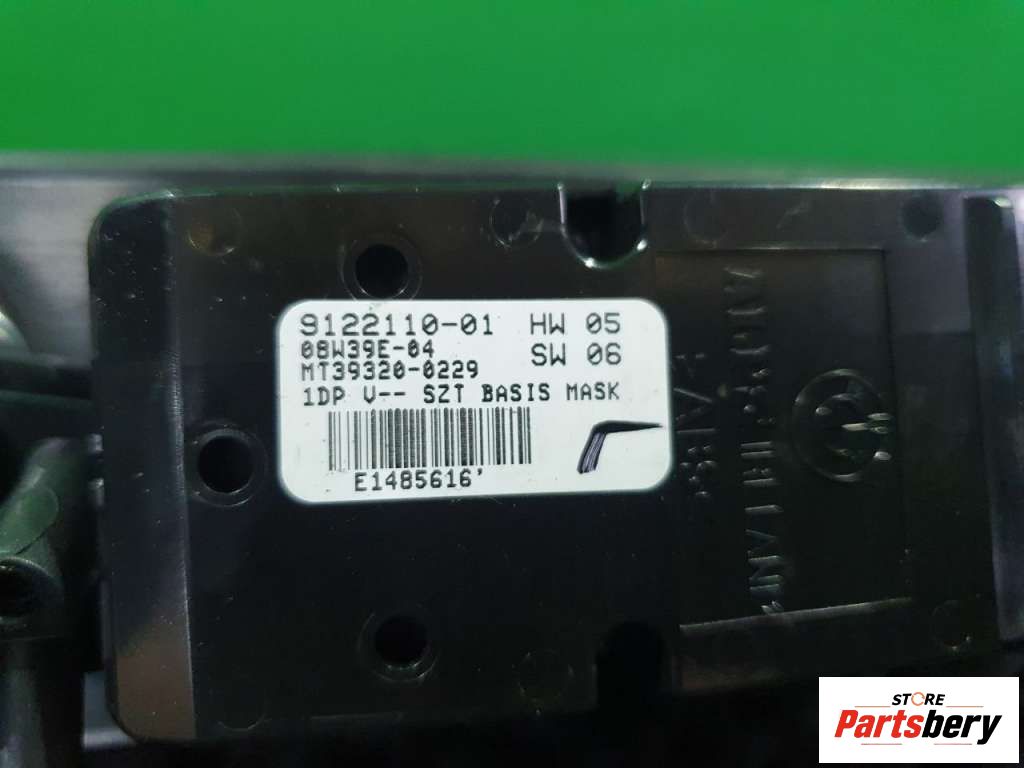 9122110-01 HW 05
08W39E-04 SW 06
MT39320-0229
1DP V-- SZT BASIS MASK
E1485616'
STORE
Partsbery